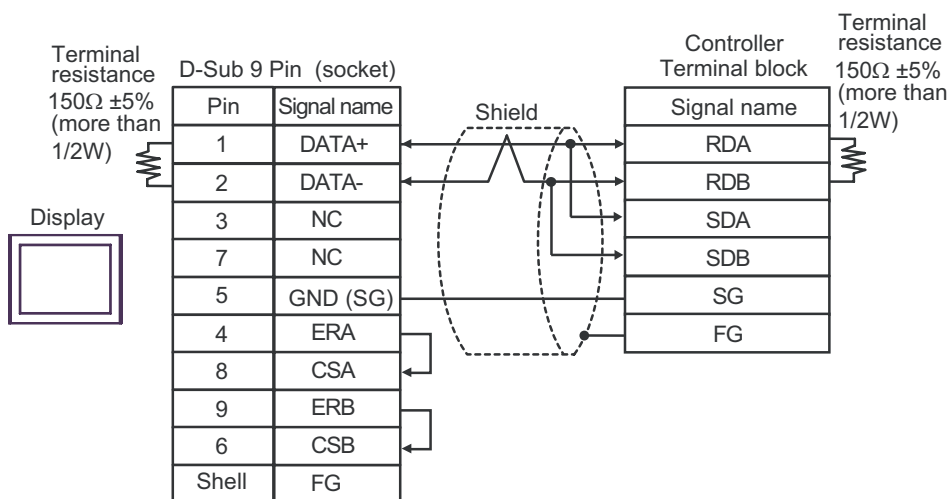 Terminal
resistance
150Ω ±5%
(more than
1/2W)
D-Sub 9 Pin (socket)
Pin Signal name
1 DATA+
2 DATA-
3 NC
7 NC
5 GND (SG)
4 ERA
8 CSA
9 ERB
6 CSB
Shell FG
Display
Shield
Controller
Terminal block
Signal name
RDA
RDB
SDA
SDB
SG
FG
Terminal
resistance
150Ω ±5%
(more than
1/2W)